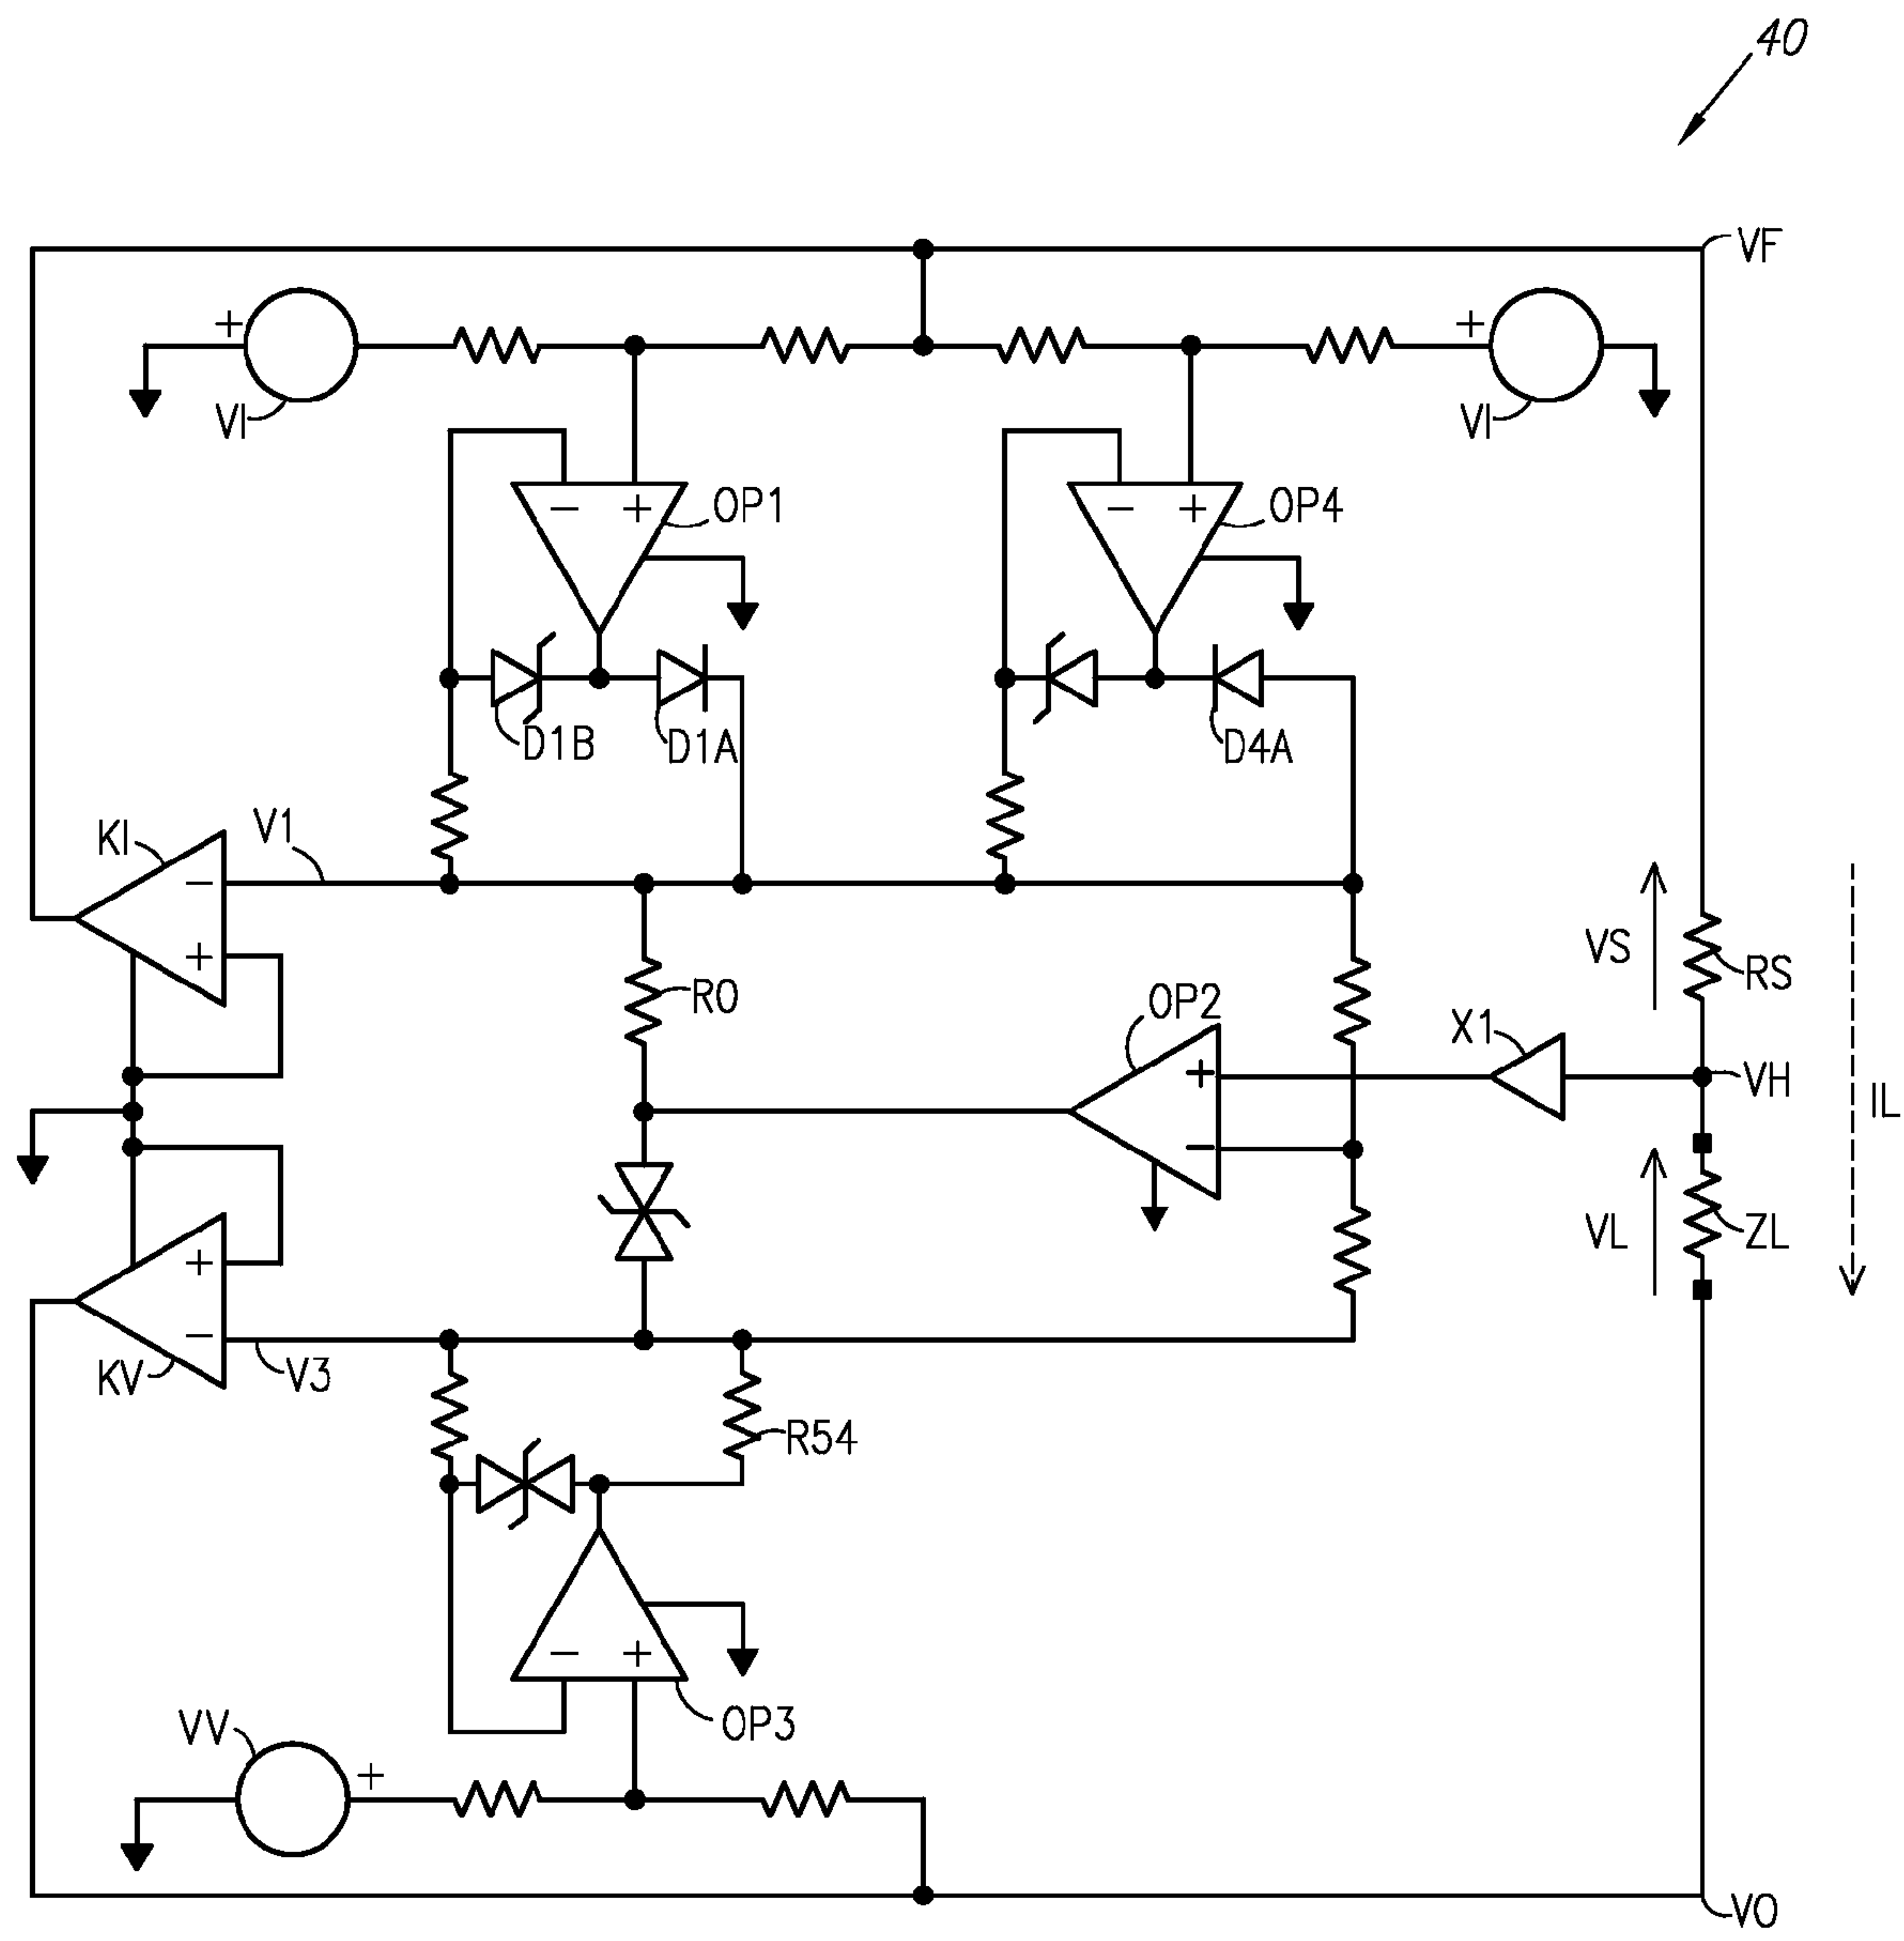 40
VF
+
+
VI
VI
- + OP1
- + OP4
D1B
D1A
D4A
KI
V1
-
+
VS
RS
RO
OP2
X1
+
VH
IL
-
VL
ZL
+
-
KV
V3
R54
- +
OP3
VV
+
VO